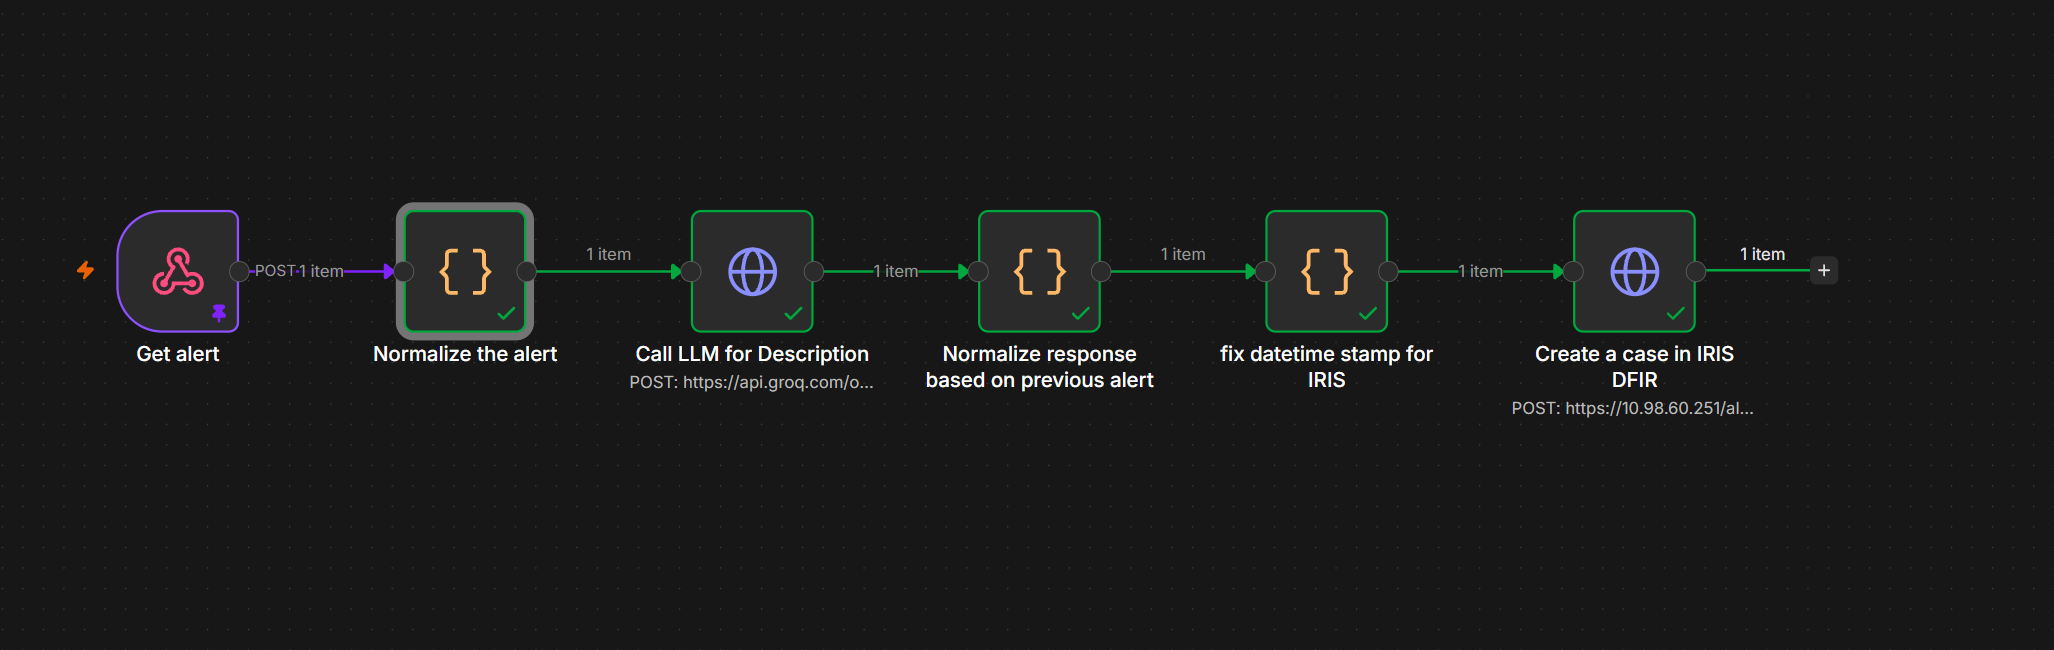 POST 1 item
1 item
1 item
1 item
1 item
1 item
Get alert
Normalize the alert
Call LLM for Description
POST: https://api.groq.com/o...
Normalize response
based on previous alert
fix datetime stamp for
IRIS
Create a case in IRIS
DFIR
POST: https://10.98.60.251/al...